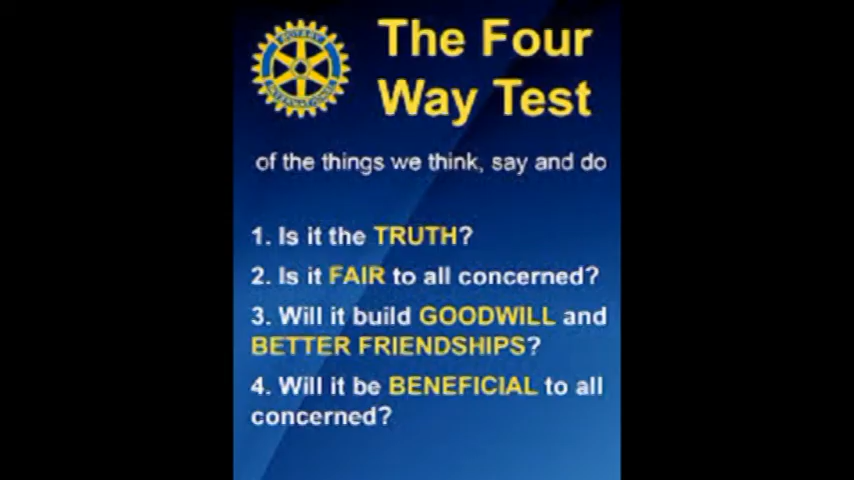 ROTARY
INTERNATIONAL
The Four
Way Test
of the things we think, say and do
1. Is it the TRUTH?
2. Is it FAIR to all concerned?
3. Will it build GOODWILL and
BETTER FRIENDSHIPS?
4. Will it be BENEFICIAL to all
concerned?